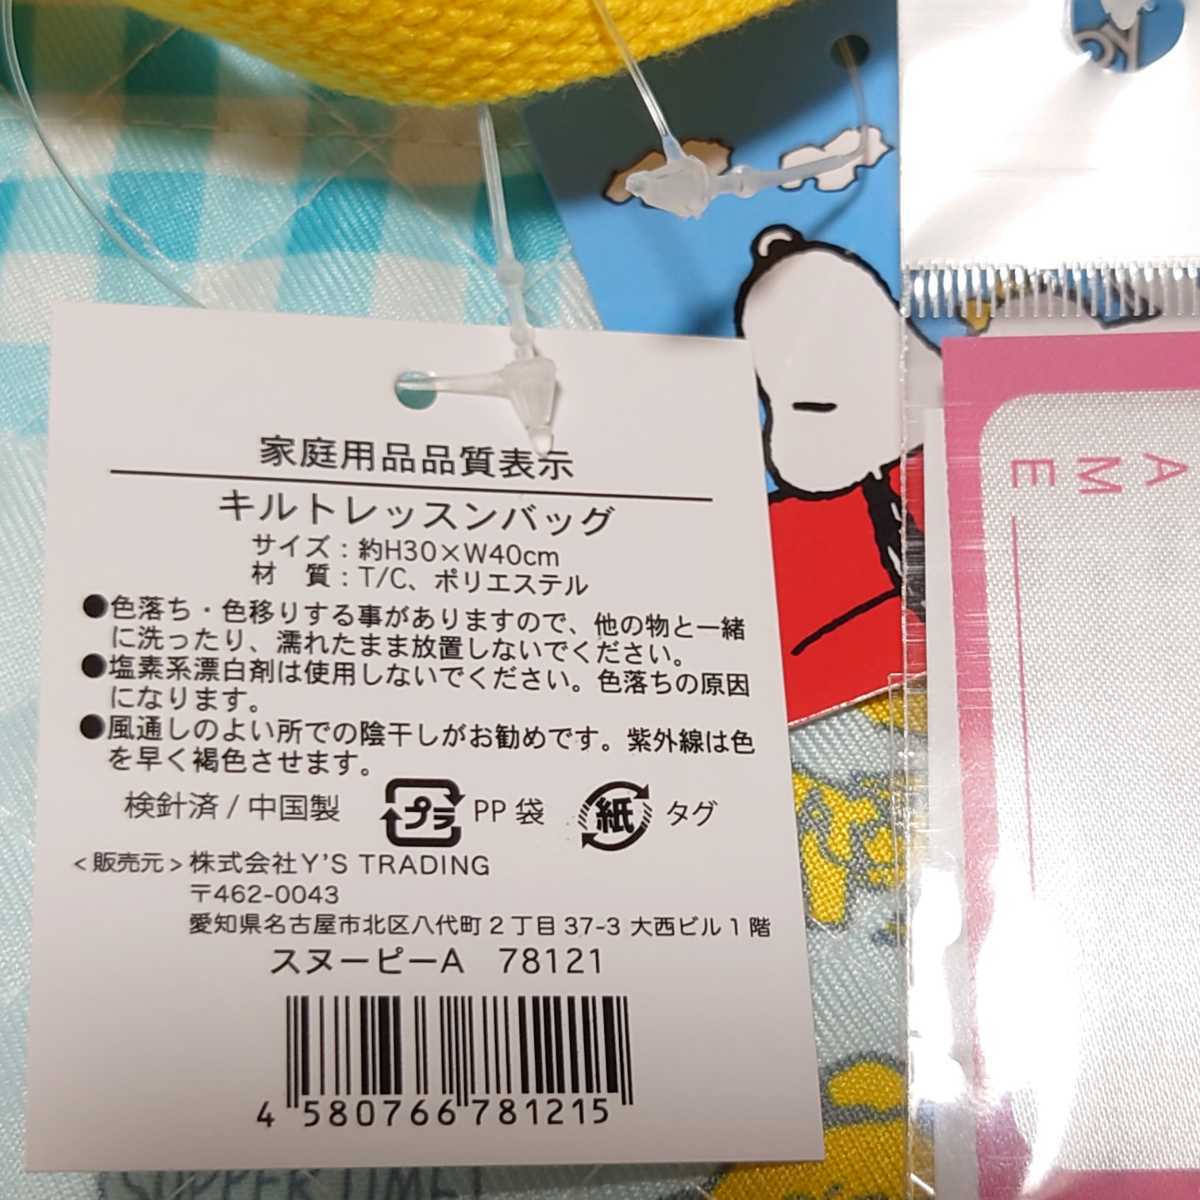 家庭用品品質表示
キルトレッスンバッグ
サイズ：約H30×W40cm
材　質：T/C、ポリエステル
●色落ち・色移りする事がありますので、他の物と一緒
に洗ったり、濡れたまま放置しないでください。
●塩素系漂白剤は使用しないでください。色落ちの原因
になります。
●風通しのよい所での陰干しがお勧めです。紫外線は色
を早く褐色させます。
検針済 / 中国製 プラ PP 袋 紙 タグ
＜販売元＞株式会社Y'S TRADING
〒462-0043
愛知県名古屋市北区八代町２丁目37-3 大西ビル１階
スヌーピーA　78121
4 580766 781215
AME
SUPPER TIME!